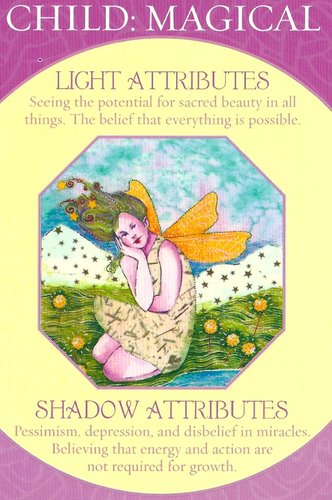 CHILD: MAGICAL
LIGHT ATTRIBUTES
Seeing the potential for sacred beauty in all
things. The belief that everything is possible.
SHADOW ATTRIBUTES
Pessimism, depression, and disbelief in miracles.
Believing that energy and action are
not required for growth.